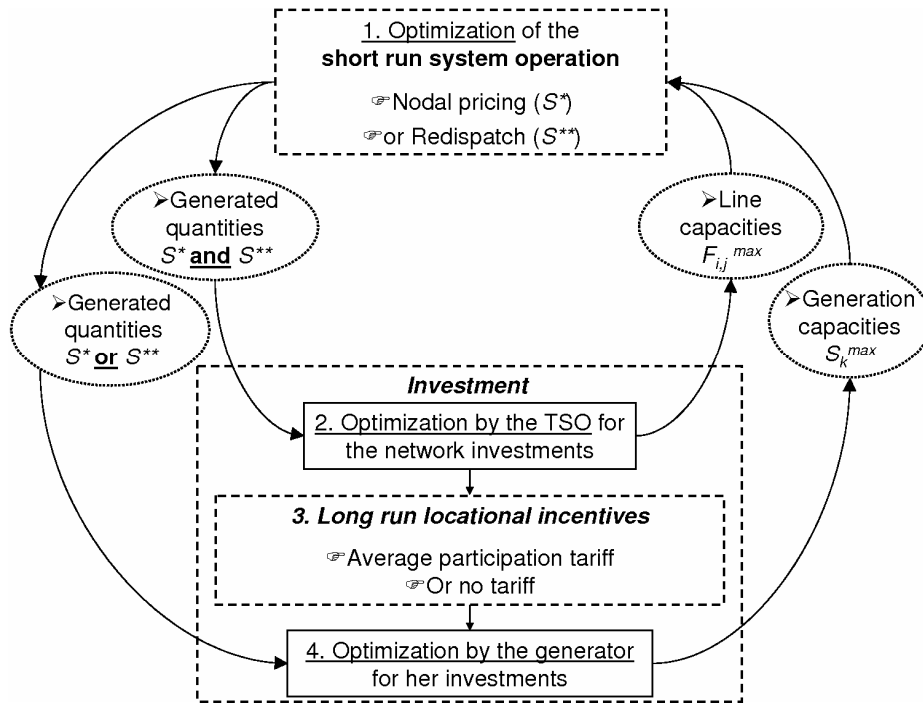 1. Optimization of the
short run system operation
☞Nodal pricing (S*)
☞or Redispatch (S**)
➢Generated
quantities
S* and S**
➢Line
capacities
F i,j max
➢Generated
quantities
S* or S**
➢Generation
capacities
S k max
Investment
2. Optimization by the TSO for
the network investments
3. Long run locational incentives
☞Average participation tariff
☞Or no tariff
4. Optimization by the generator
for her investments